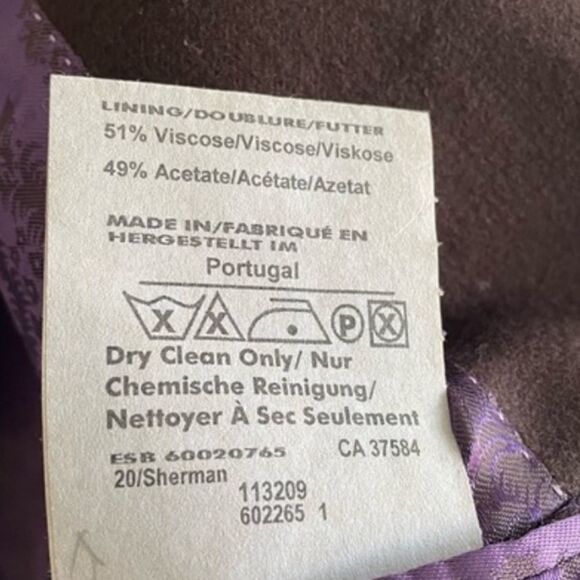 LINING/DOUBLURE/FUTTER
51% Viscose/Viscose/Viskose
49% Acetate/Acétate/Azetat
MADE IN/FABRIQUÉ EN
HERGESTELLT IM
Portugal
P
Dry Clean Only/ Nur
Chemische Reinigung/
Nettoyer À Sec Seulement
ESB 60020765 CA 37584
20/Sherman
113209
602265 1